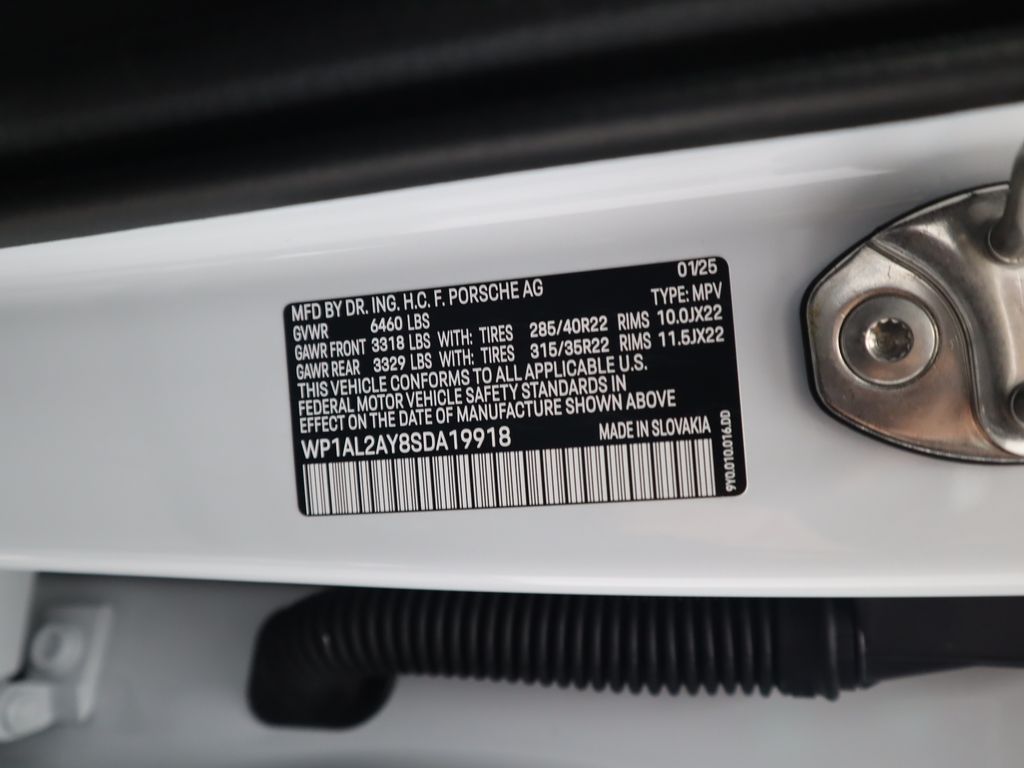 MFD BY DR. ING. H.C. F. PORSCHE AG 01/25
GVWR 6460 LBS TYPE: MPV
GAWR FRONT 3318 LBS WITH: TIRES 285/40R22 RIMS 10.0JX22
GAWR REAR 3329 LBS WITH: TIRES 315/35R22 RIMS 11.5JX22
THIS VEHICLE CONFORMS TO ALL APPLICABLE U.S.
FEDERAL MOTOR VEHICLE SAFETY STANDARDS IN
EFFECT ON THE DATE OF MANUFACTURE SHOWN ABOVE
WP1AL2AY8SDA19918 MADE IN SLOVAKIA
9Y0.010.016.DD